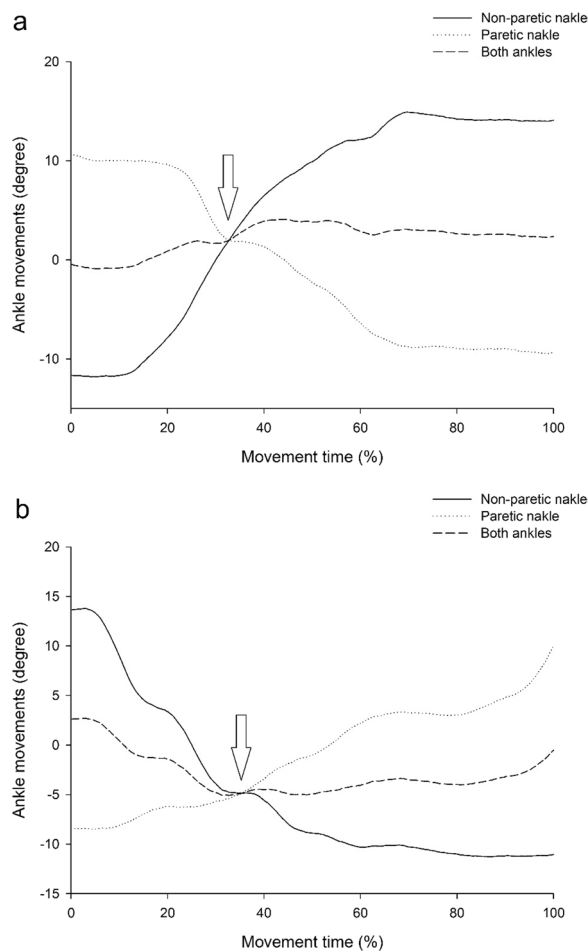 a
Non-paretic nakle
Paretic nakle
Both ankles
20
10
0
-10
Ankle movements (degree)
0 20 40 60 80 100
Movement time (%)
b
Non-paretic nakle
Paretic nakle
Both ankles
20
15
10
5
0
-5
-10
-15
Ankle movements (degree)
0 20 40 60 80 100
Movement time (%)